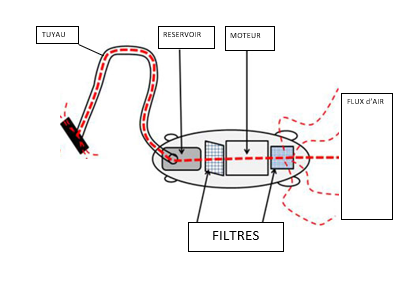 TUYAU
RESERVOIR
MOTEUR
FLUX d'AIR
FILTRES